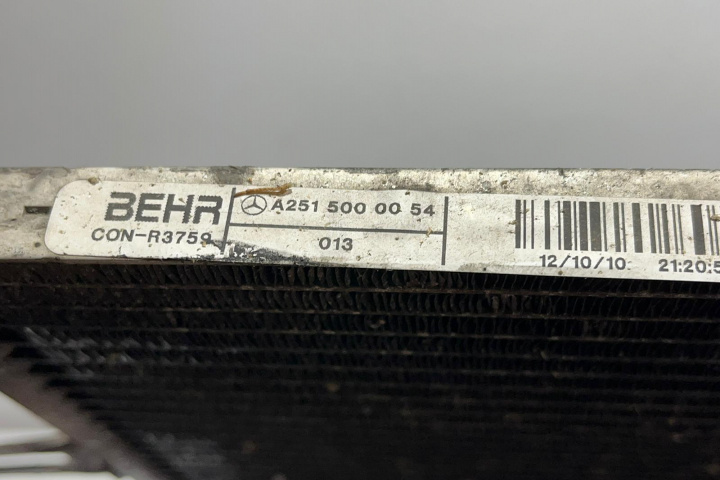 BEHR
CON-R3759
A251 500 00 54
013
12/10/10 21:20:5